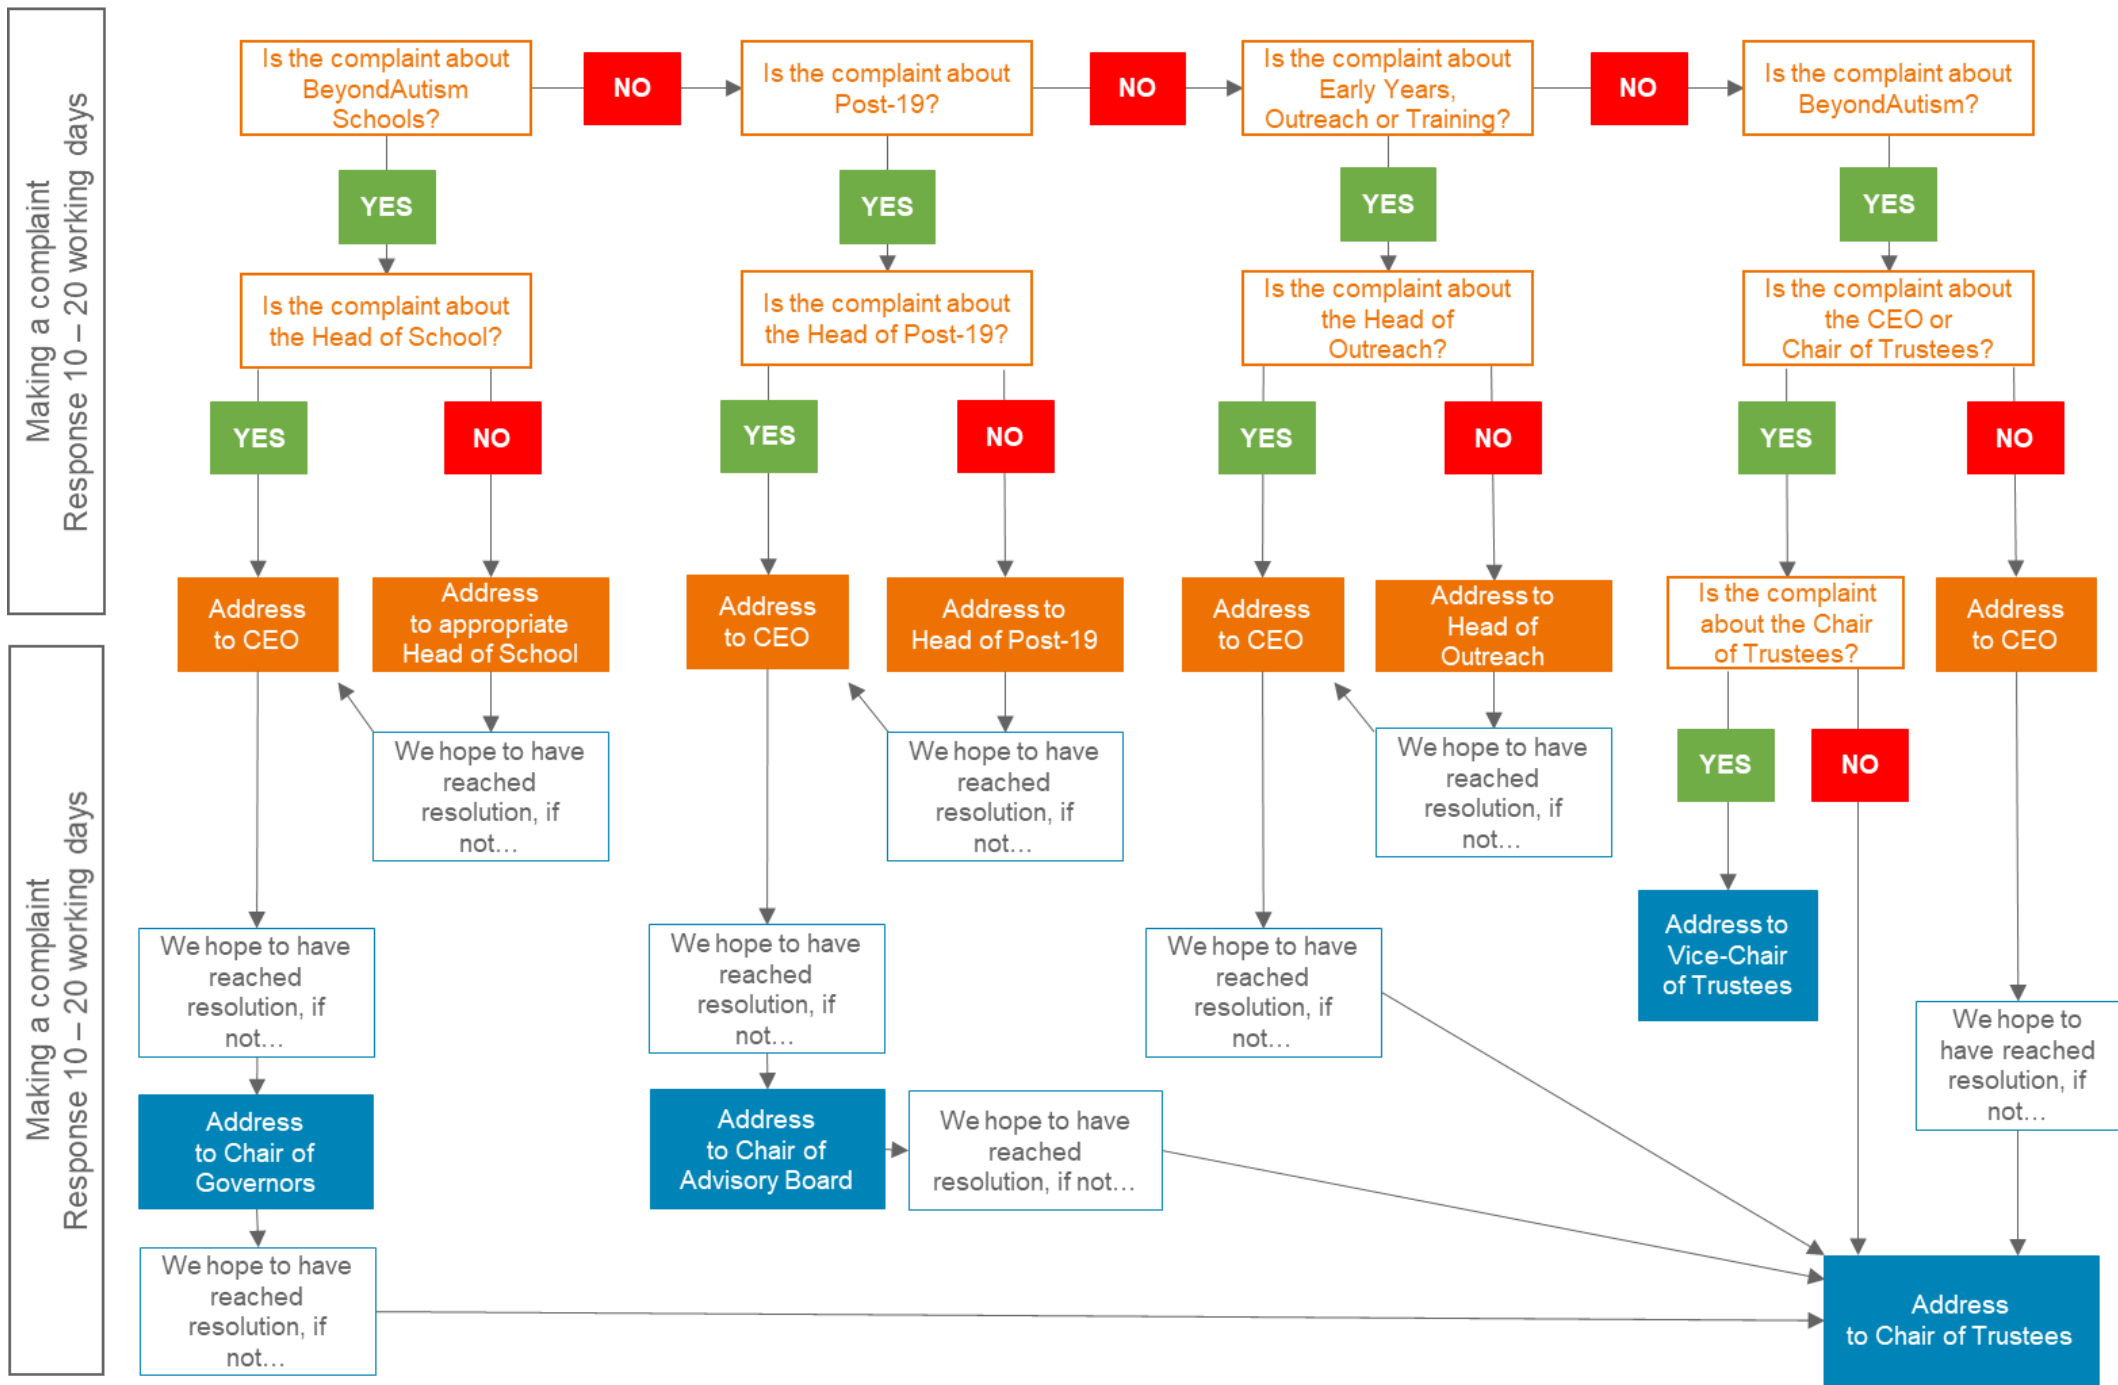 Making a complaint
Response 10 – 20 working days
Is the complaint about
BeyondAutism
Schools?
NO
Is the complaint about
Post-19?
NO
Is the complaint about
Early Years,
Outreach or Training?
NO
Is the complaint about
BeyondAutism?
YES
YES
YES
YES
Is the complaint about
the Head of School?
Is the complaint about
the Head of Post-19?
Is the complaint about
the Head of
Outreach?
Is the complaint about
the CEO or
Chair of Trustees?
YES
NO
YES
NO
YES
NO
YES
NO
Address
to CEO
Address
to appropriate
Head of School
Address
to CEO
Address to
Head of Post-19
Address
to CEO
Address to
Head of
Outreach
Is the complaint
about the Chair
of Trustees?
Address
to CEO
Making a complaint
Response 10 – 20 working days
We hope to have
reached
resolution, if
not…
We hope to have
reached
resolution, if
not…
We hope to have
reached
resolution, if
not…
YES
NO
We hope to have
reached
resolution, if
not…
We hope to have
reached
resolution, if
not…
We hope to have
reached
resolution, if
not…
Address to
Vice-Chair
of Trustees
We hope to
have reached
resolution, if
not…
Address
to Chair of
Governors
Address
to Chair of
Advisory Board
We hope to have
reached
resolution, if not…
We hope to have
reached
resolution, if
not…
Address
to Chair of Trustees